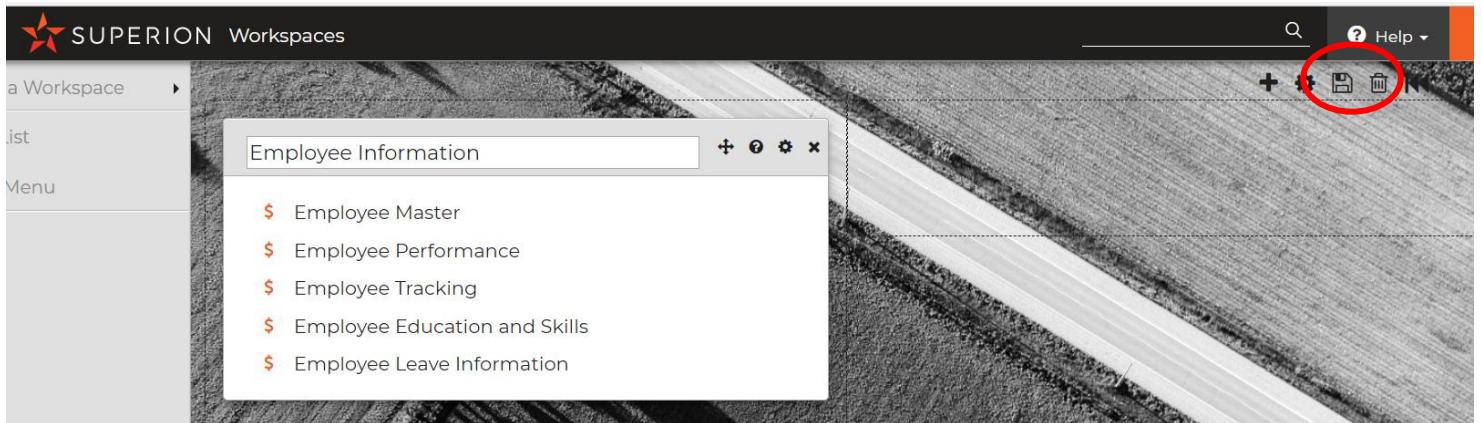 SUPERION Workspaces
? Help
a Workspace
ist
Menu
Employee Information
?
$ Employee Master
$ Employee Performance
$ Employee Tracking
$ Employee Education and Skills
$ Employee Leave Information